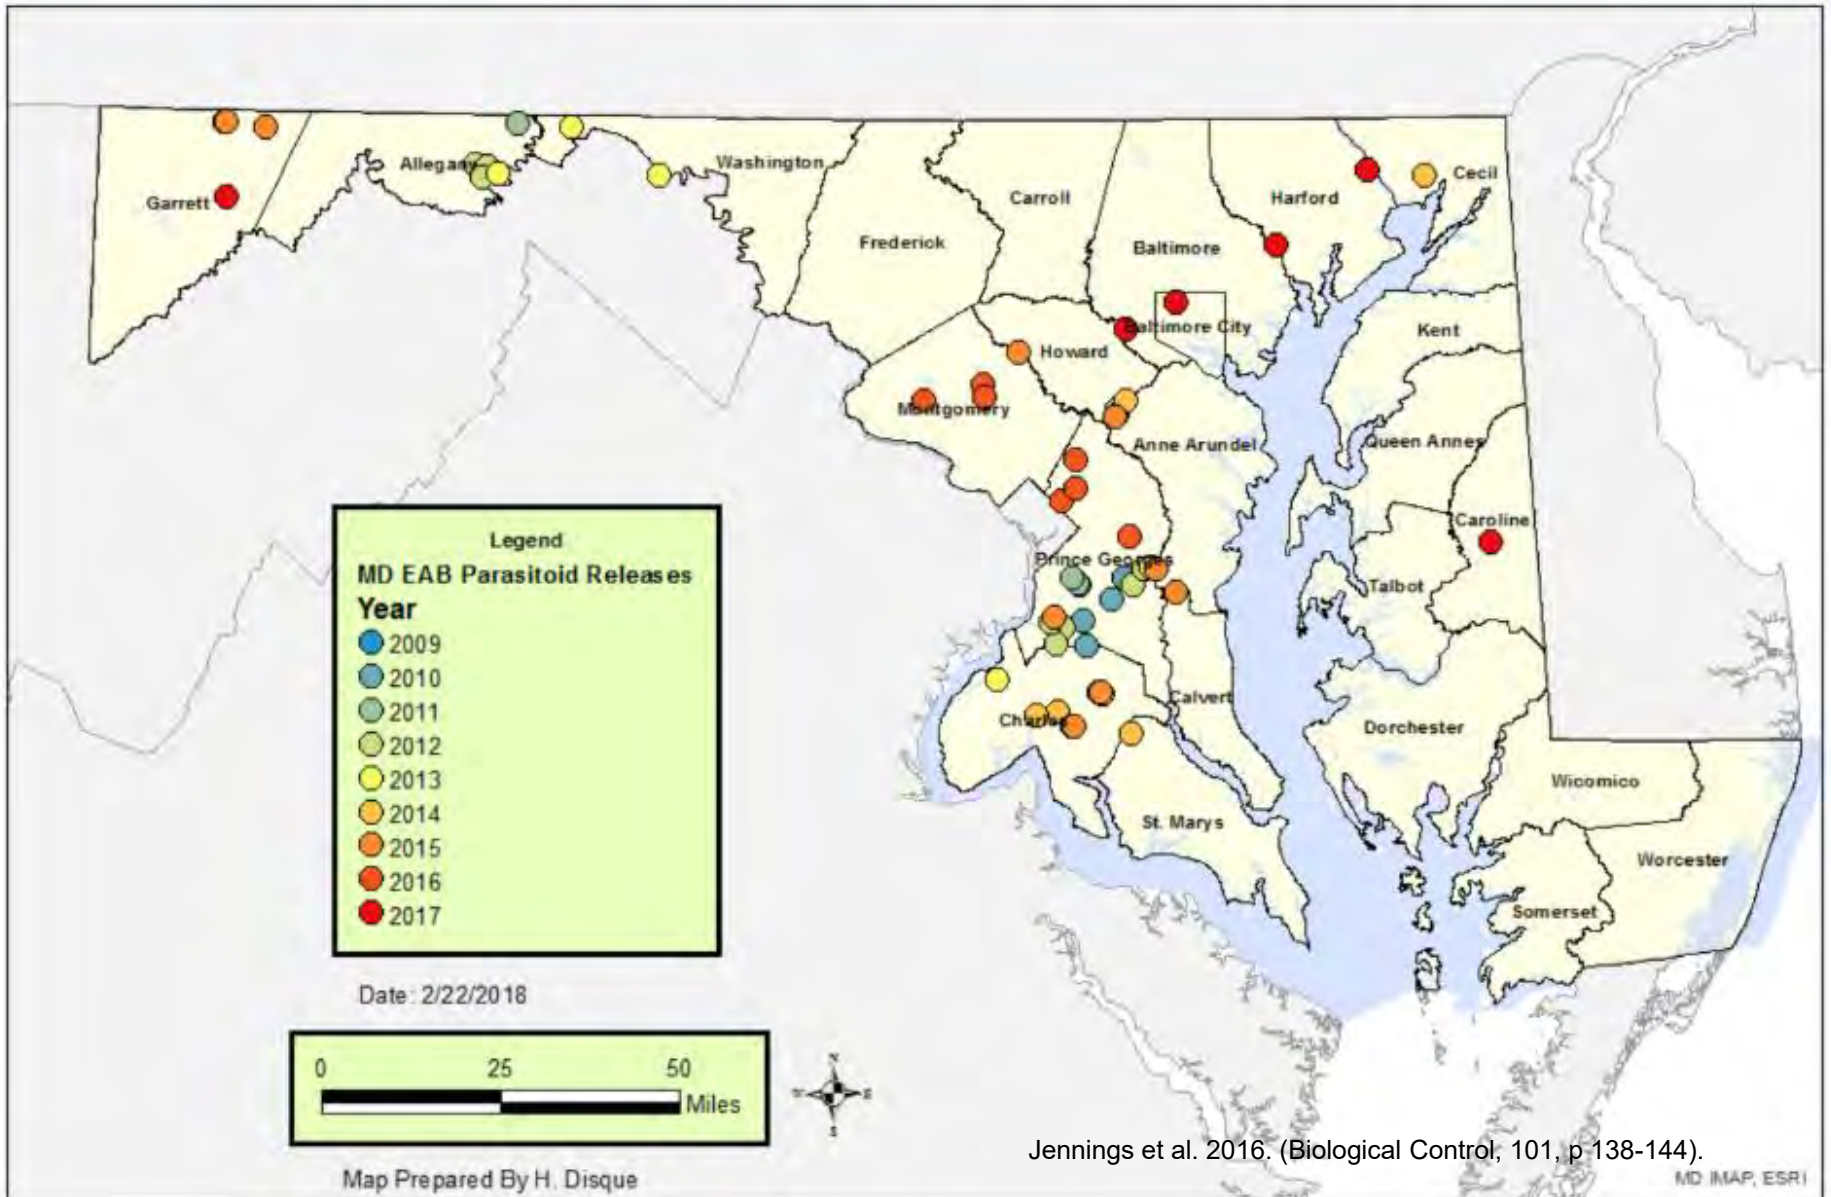 Garrett
Allegany
Washington
Frederick
Carroll
Baltimore
Harford
Cecil
Baltimore City
Howard
Kent
Montgomery
Anne Arundel
Queen Annes
Caroline
Prince Georges
Talbot
Calvert
Charles
Dorchester
St. Marys
Wicomico
Worcester
Somerset
Legend
MD EAB Parasitoid Releases
Year
2009
2010
2011
2012
2013
2014
2015
2016
2017
Date: 2/22/2018
0 25 50
Miles
N
W E
S
Map Prepared By H. Disque
Jennings et al. 2016. (Biological Control, 101, p 138-144).
MD IMAP, ESRI